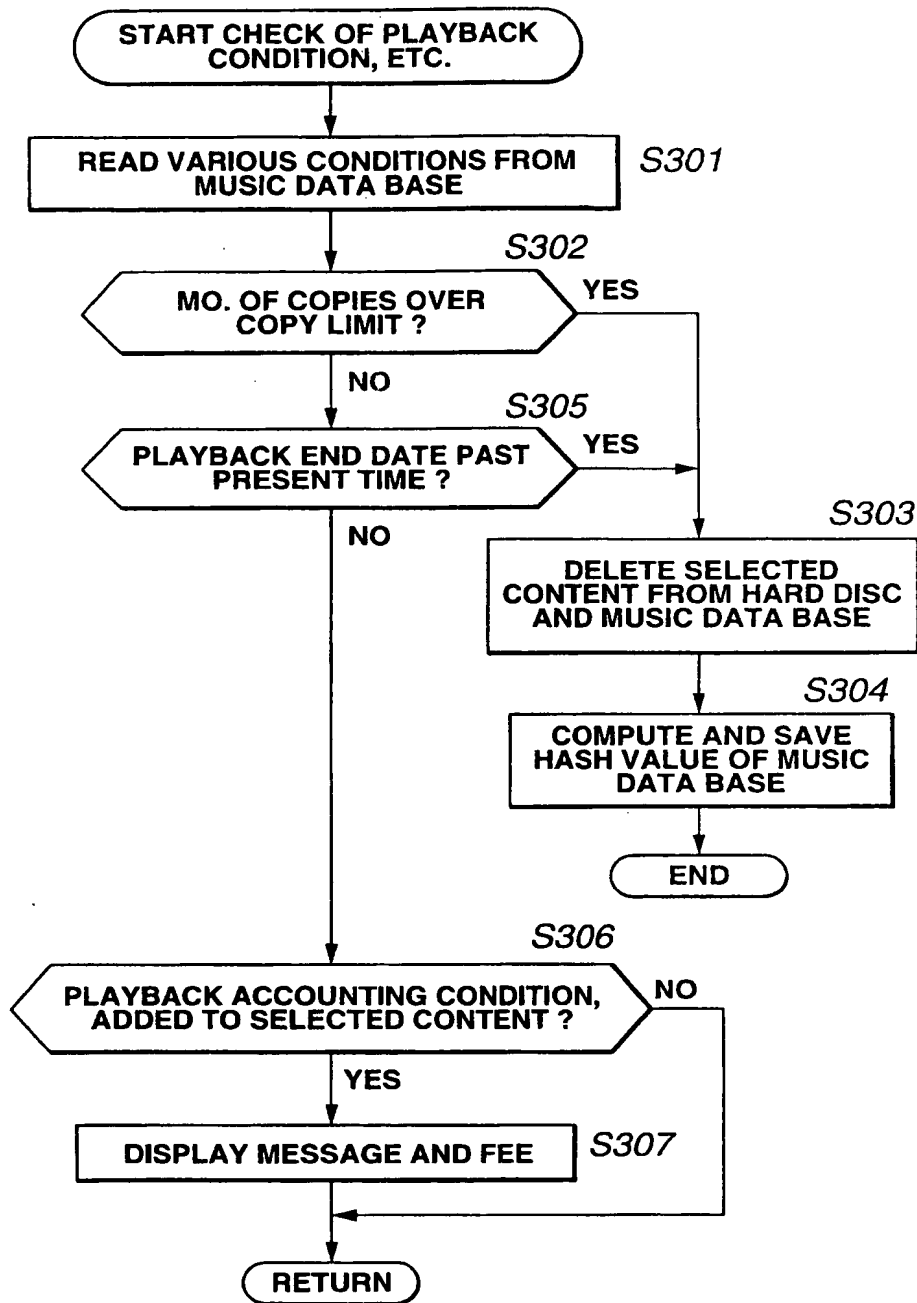 START CHECK OF PLAYBACK
CONDITION, ETC.
READ VARIOUS CONDITIONS FROM
MUSIC DATA BASE
S301
S302
MO. OF COPIES OVER
COPY LIMIT ?
YES
NO
S305
PLAYBACK END DATE PAST
PRESENT TIME ?
YES
NO
S303
DELETE SELECTED
CONTENT FROM HARD DISC
AND MUSIC DATA BASE
S304
COMPUTE AND SAVE
HASH VALUE OF MUSIC
DATA BASE
END
S306
PLAYBACK ACCOUNTING CONDITION,
ADDED TO SELECTED CONTENT ?
NO
YES
DISPLAY MESSAGE AND FEE
S307
RETURN